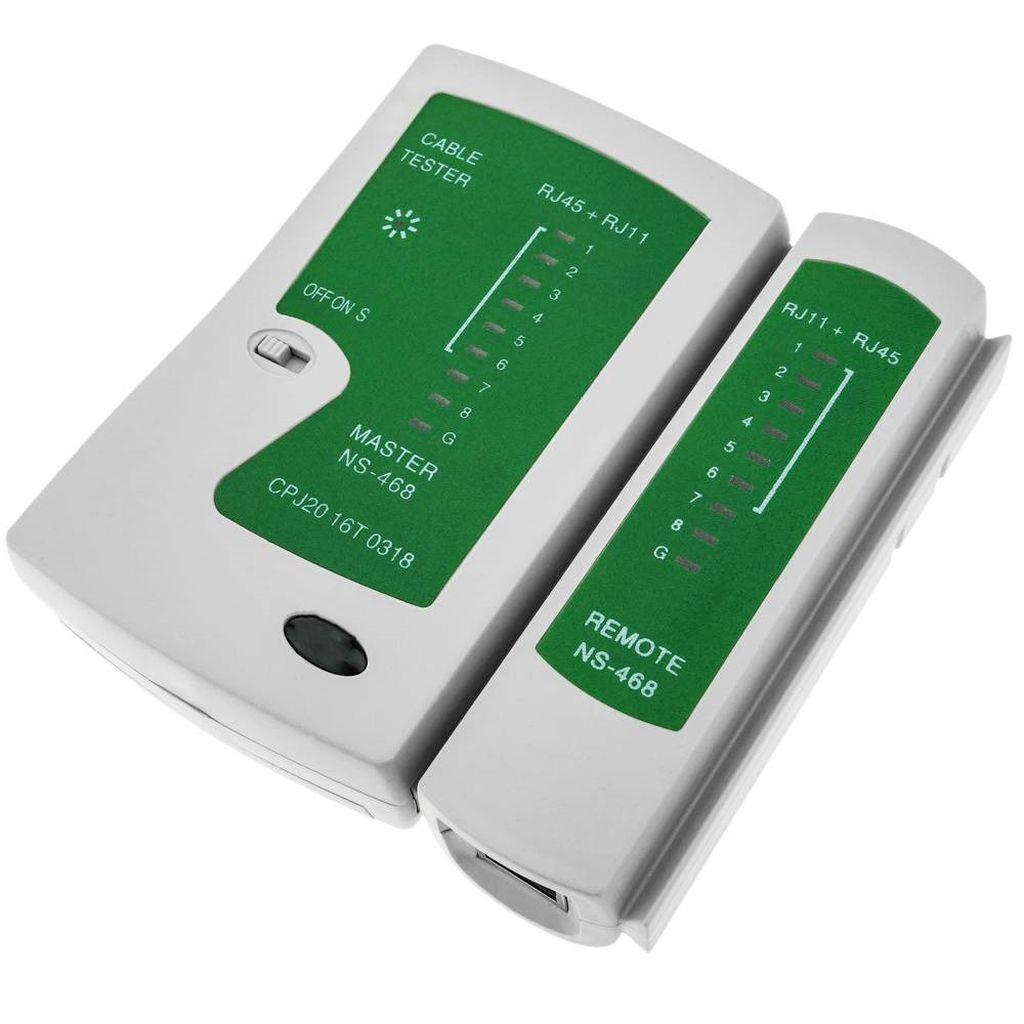 CABLE
TESTER
OFF ON S
RJ45 + RJ11
1
2
3
4
5
6
7
8
G
MASTER
NS-468
CPJ20 16T 0318
RJ11 + RJ45
1
2
3
4
5
6
7
8
G
REMOTE
NS-468